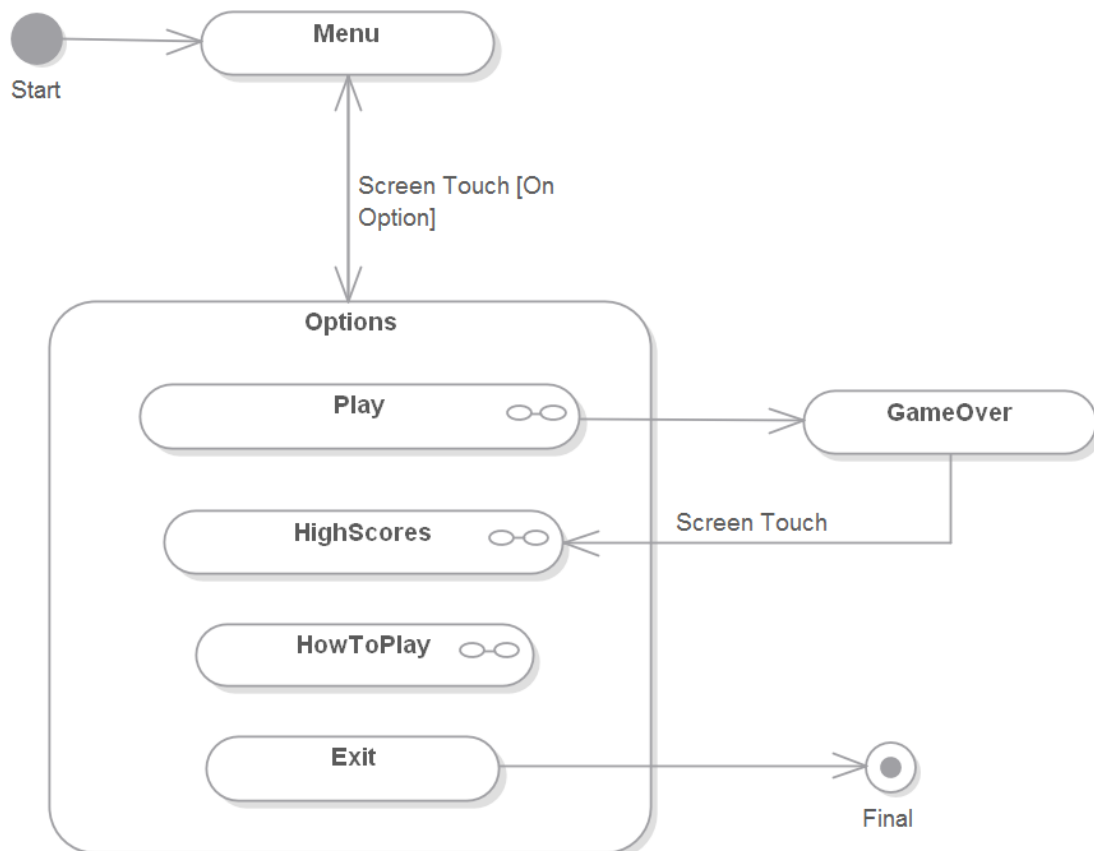 Menu
Start
Screen Touch [On
Option]
Options
Play
GameOver
HighScores
Screen Touch
HowToPlay
Exit
Final